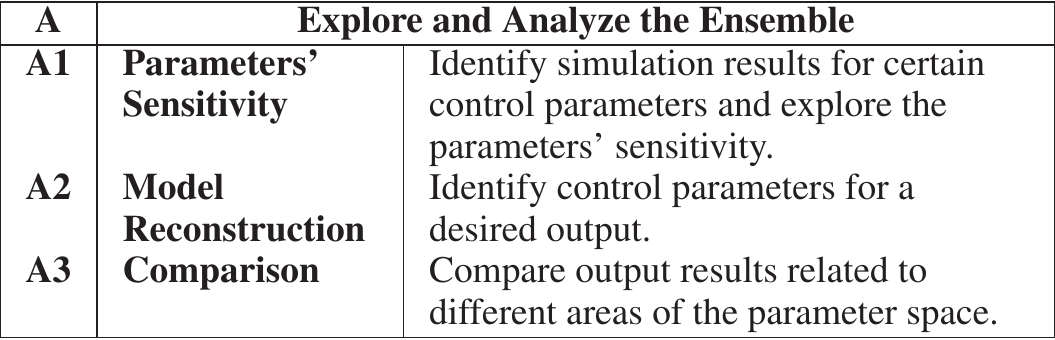 A Explore and Analyze the Ensemble
A1 Parameters’ Identify simulation results for certain
Sensitivity control parameters and explore the
parameters’ sensitivity.
A2 Model Identify control parameters for a
Reconstruction desired output.
A3 Comparison Compare output results related to
different areas of the parameter space.